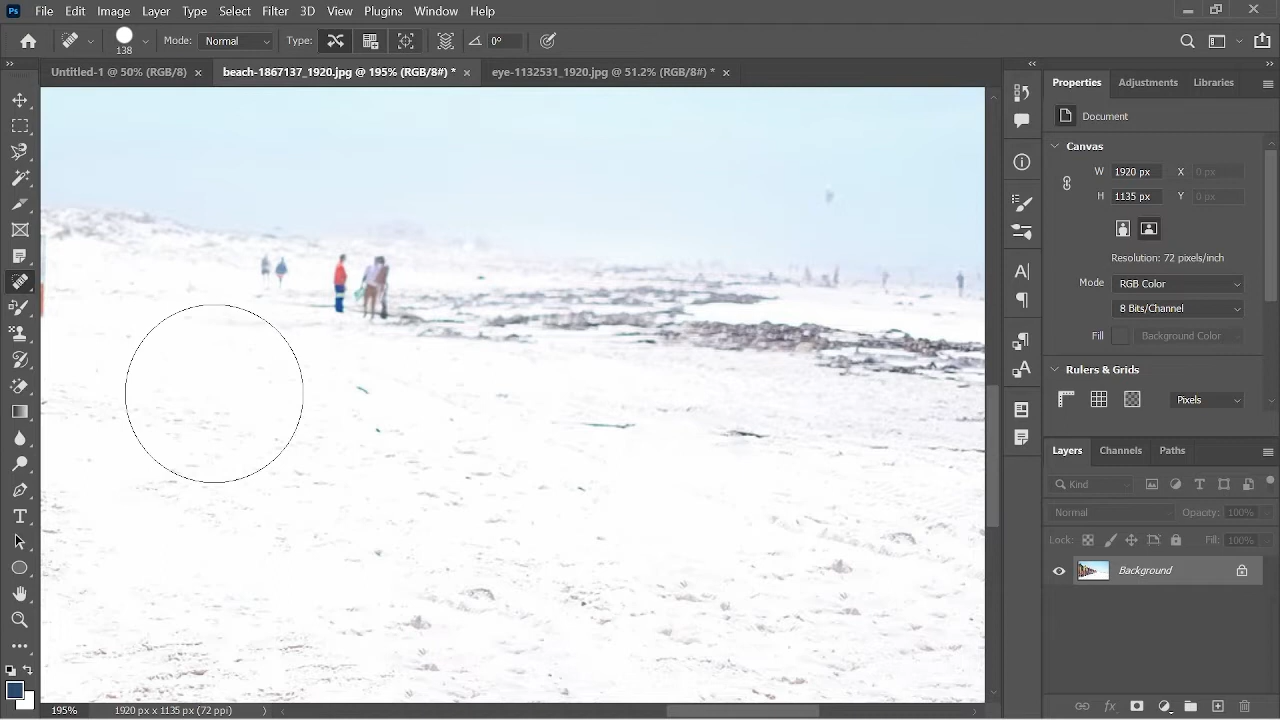 Ps File Edit Image Layer Type Select Filter 3D View Plugins Window Help
138 Mode: Normal Type: 0°
Untitled-1 @ 50% (RGB/8) × beach-1867137_1920.jpg @ 195% (RGB/8#) * × eye-1132531_1920.jpg @ 51.2% (RGB/8#) * ×
Properties Adjustments Libraries
Document
Canvas
W 1920 px X 0 px
H 1135 px Y 0 px
Resolution: 72 pixels/inch
Mode RGB Color
8 Bit/Channel
Fill Background Color
Rulers & Grids
Pixels
Layers Channels Paths
Kind
Normal Opacity: 100%
Lock: Fill: 100%
Background
195% 1920 px x 1135 px (72 ppi)